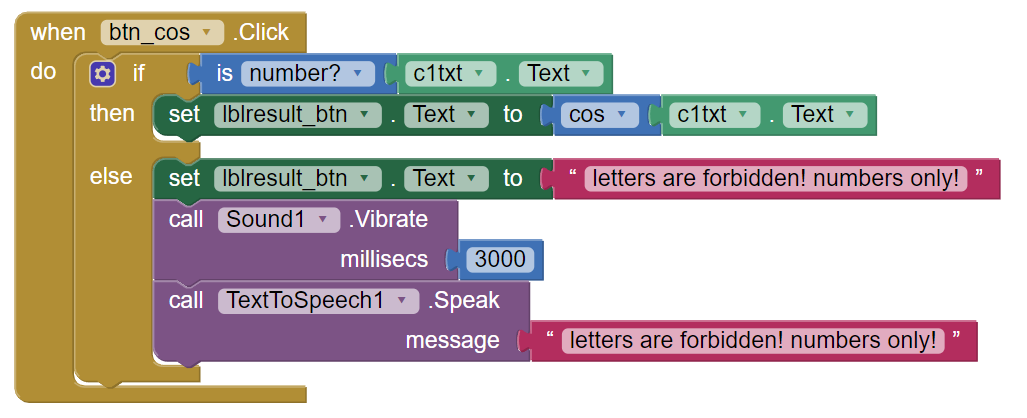 when btn_cos .Click
do if is number? c1txt . Text
then set lblresult_btn . Text to cos c1txt . Text
else set lblresult_btn . Text to “ letters are forbidden! numbers only! ”
call Sound1 .Vibrate
millisecs 3000
call TextToSpeech1 .Speak
message “ letters are forbidden! numbers only! ”